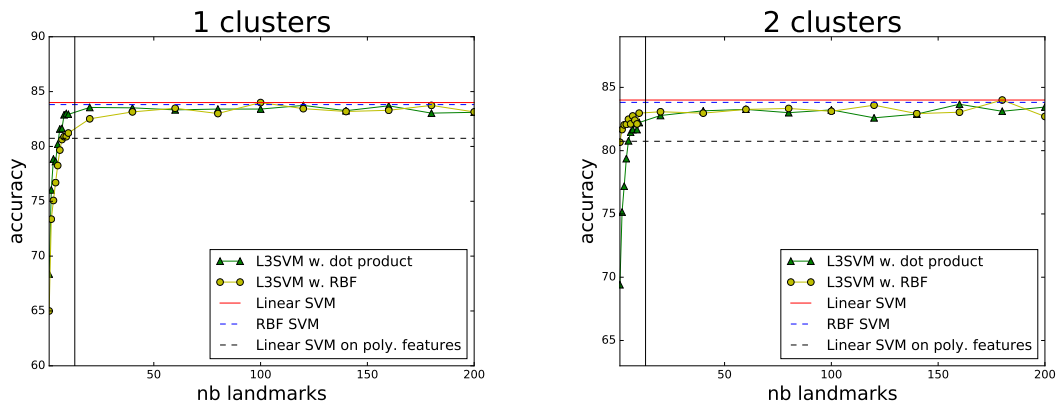 1 clusters
90
85
80
75
70
65
60
accuracy
L3SVM w. dot product
L3SVM w. RBF
Linear SVM
RBF SVM
Linear SVM on poly. features
50
100
150
200
nb landmarks
2 clusters
85
80
75
70
65
accuracy
L3SVM w. dot product
L3SVM w. RBF
Linear SVM
RBF SVM
Linear SVM on poly. features
50
100
150
200
nb landmarks